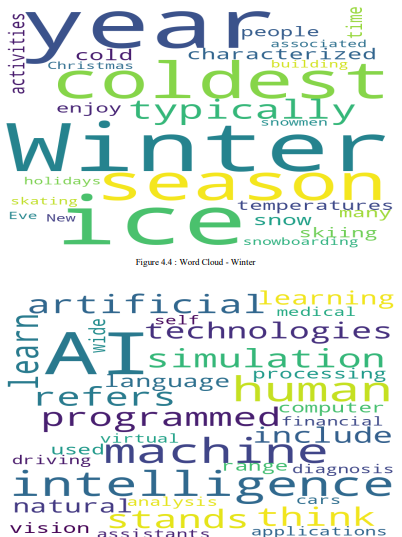 year
activities
people
time
associated
cold
characterized
Christmas
building
coldest
enjoy
typically
snowmen
Winter
holidays
season
skating
temperatures
Eve
New
ice
snow
many
skiing
snowboarding
Figure 4.4 : Word Cloud - Winter
artificial
learning
medical
learn
AI
wide
self
technologies
simulation
language
processing
refers
human
computer
programmed
financial
virtual
include
used
machine
driving
range
diagnosis
intelligence
natural
analysis
cars
stands
think
vision
assistants
applications